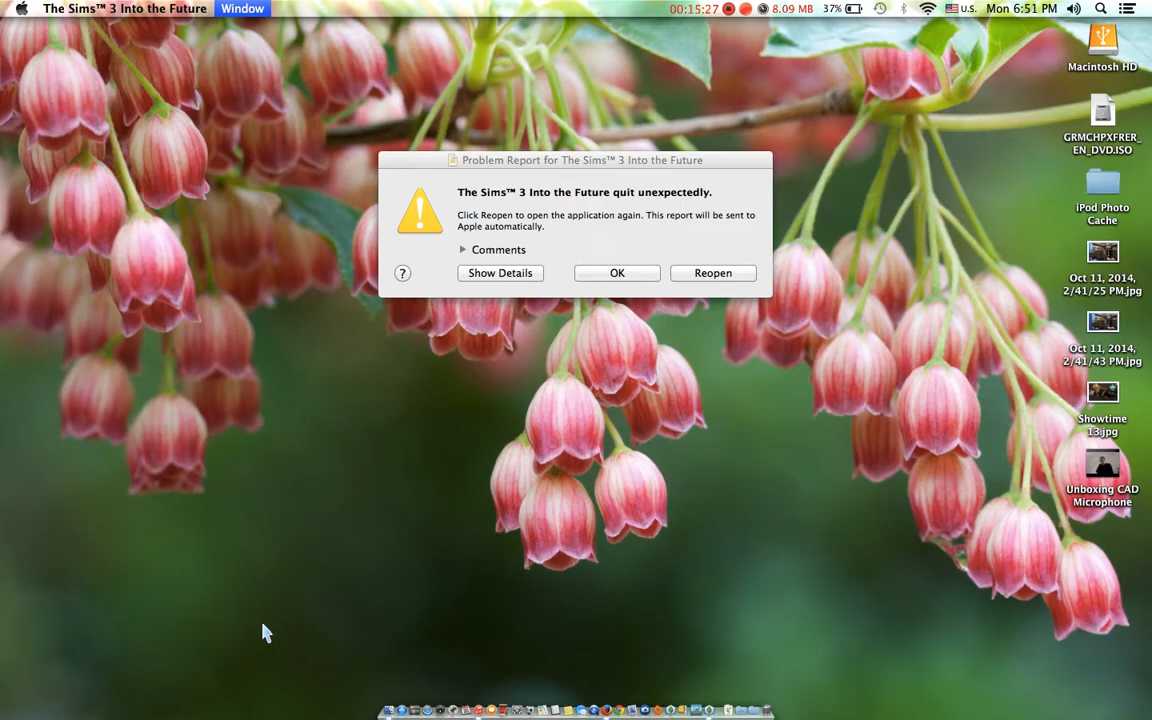 The Sims™ 3 Into the Future Window 00:15:27 8.09 MB 37% U.S. Mon 6:51 PM
Macintosh HD
GRMCHPXFRER_
EN_DVD.ISO
iPod Photo
Cache
Oct 11, 2014,
2/41/25 PM.jpg
Oct 11, 2014,
2/41/43 PM.jpg
Showtime
13.jpg
Unboxing CAD
Microphone
Problem Report for The Sims™ 3 Into the Future
The Sims™ 3 Into the Future quit unexpectedly.
Click Reopen to open the application again. This report will be sent to
Apple automatically.
Comments
? Show Details OK Reopen